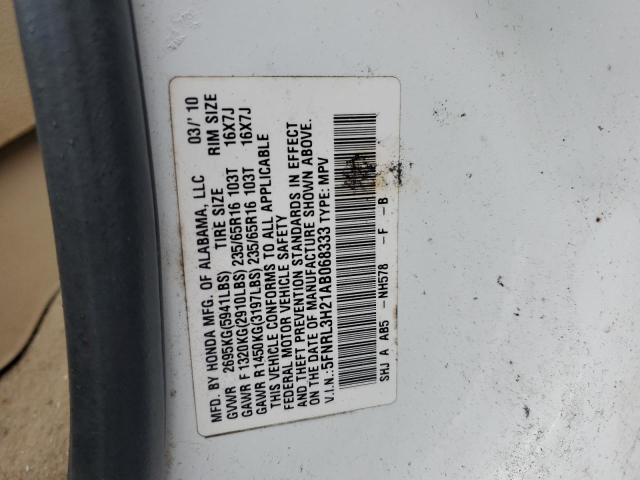 MFD. BY HONDA MFG. OF ALABAMA, LLC 03/' 10
GVWR 2695KG(5941LBS) TIRE SIZE RIM SIZE
GAWR F 1320KG(2910LBS) 235/65R16 103T 16X7J
GAWR R1450KG(3197LBS) 235/65R16 103T 16X7J
THIS VEHICLE CONFORMS TO ALL APPLICABLE
FEDERAL MOTOR VEHICLE SAFETY
AND THEFT PREVENTION STANDARDS IN EFFECT
ON THE DATE OF MANUFACTURE SHOWN ABOVE.
V.I.N.:5FNRL3H21AB068333 TYPE: MPV
SHJ A AB5 -NH578 -F -B